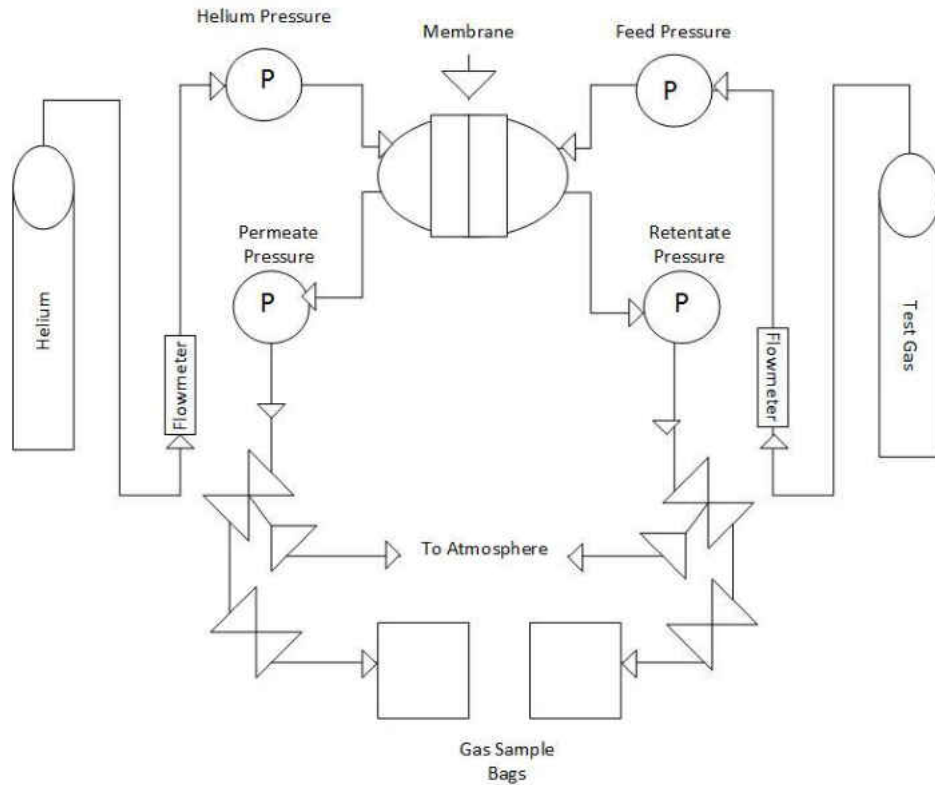 Helium Pressure
Membrane
Feed Pressure
P
P
Permeate
Pressure
Retentate
Pressure
P
P
Helium
Flowmeter
Flowmeter
Test Gas
To Atmosphere
Gas Sample
Bags